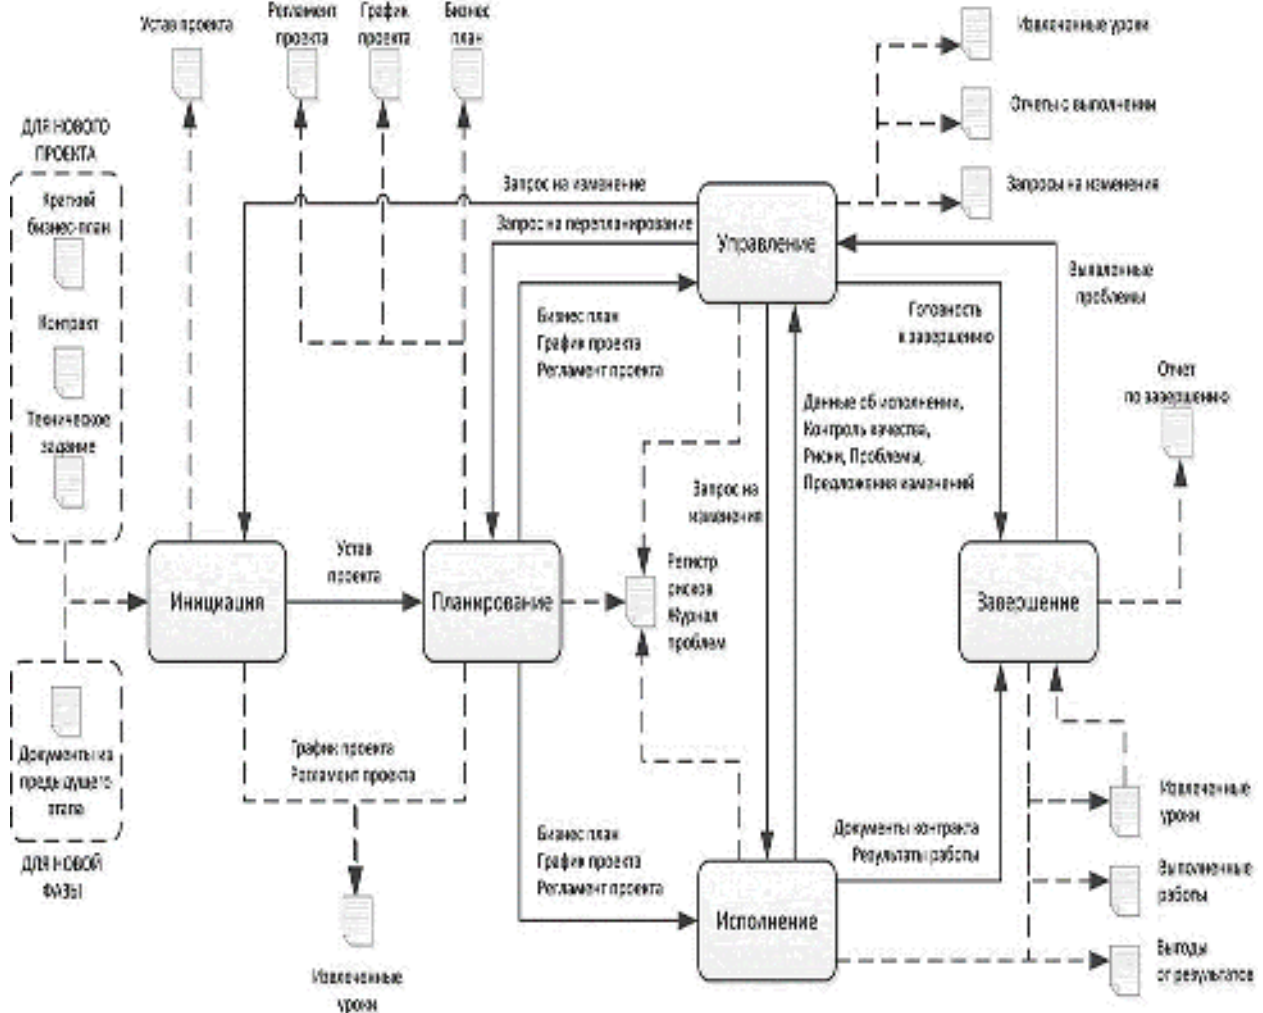 Устав проекта
Регламент
проекта
График
проекта
Бизнес
план
Извлеченные уроки
Отчеты о выполнении
Запросы на изменения
ДЛЯ НОВОГО
ПРОЕКТА
Краткий
бизнес-план
Контракт
Техническое
задание
Запрос на изменение
Запрос на перепланирование
Управление
Выявленные
проблемы
Готовность
к завершению
Бизнес план
График проекта
Регламент проекта
Данные об исполнении,
Контроль качества,
Риски, Проблемы,
Предложения изменений
Отчет
по завершению
Запрос на
изменения
Инициация
Устав
проекта
Планирование
Регистр
рисков
Журнал
проблем
Завершение
Документы из
предыдущего
этапа
ДЛЯ НОВОЙ
ФАЗЫ
График проекта
Регламент проекта
Извлеченные
уроки
Бизнес план
График проекта
Регламент проекта
Документы контракта
Результаты работы
Исполнение
Извлеченные
уроки
Выполненные
работы
Выгоды
от результатов